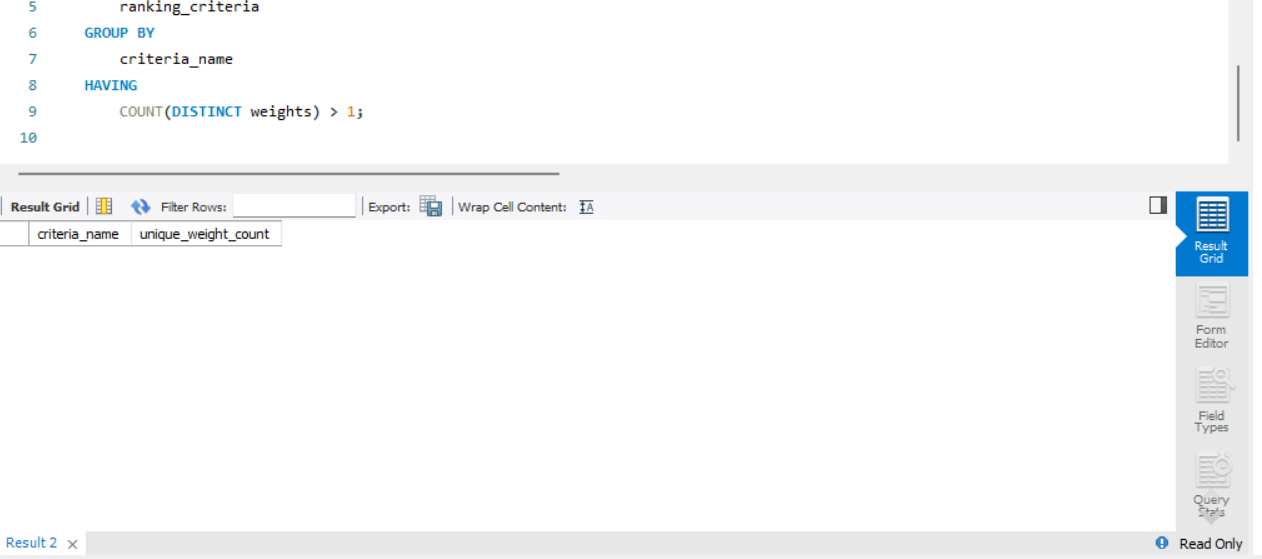 5 ranking_criteria
6 GROUP BY
7 criteria_name
8 HAVING
9 COUNT(DISTINCT weights) > 1;
10
Result Grid Filter Rows: Export: Wrap Cell Content: IA
criteria_name unique_weight_count
Result
Grid
Form
Editor
Field
Types
Query
Stats
Result 2 × Read Only